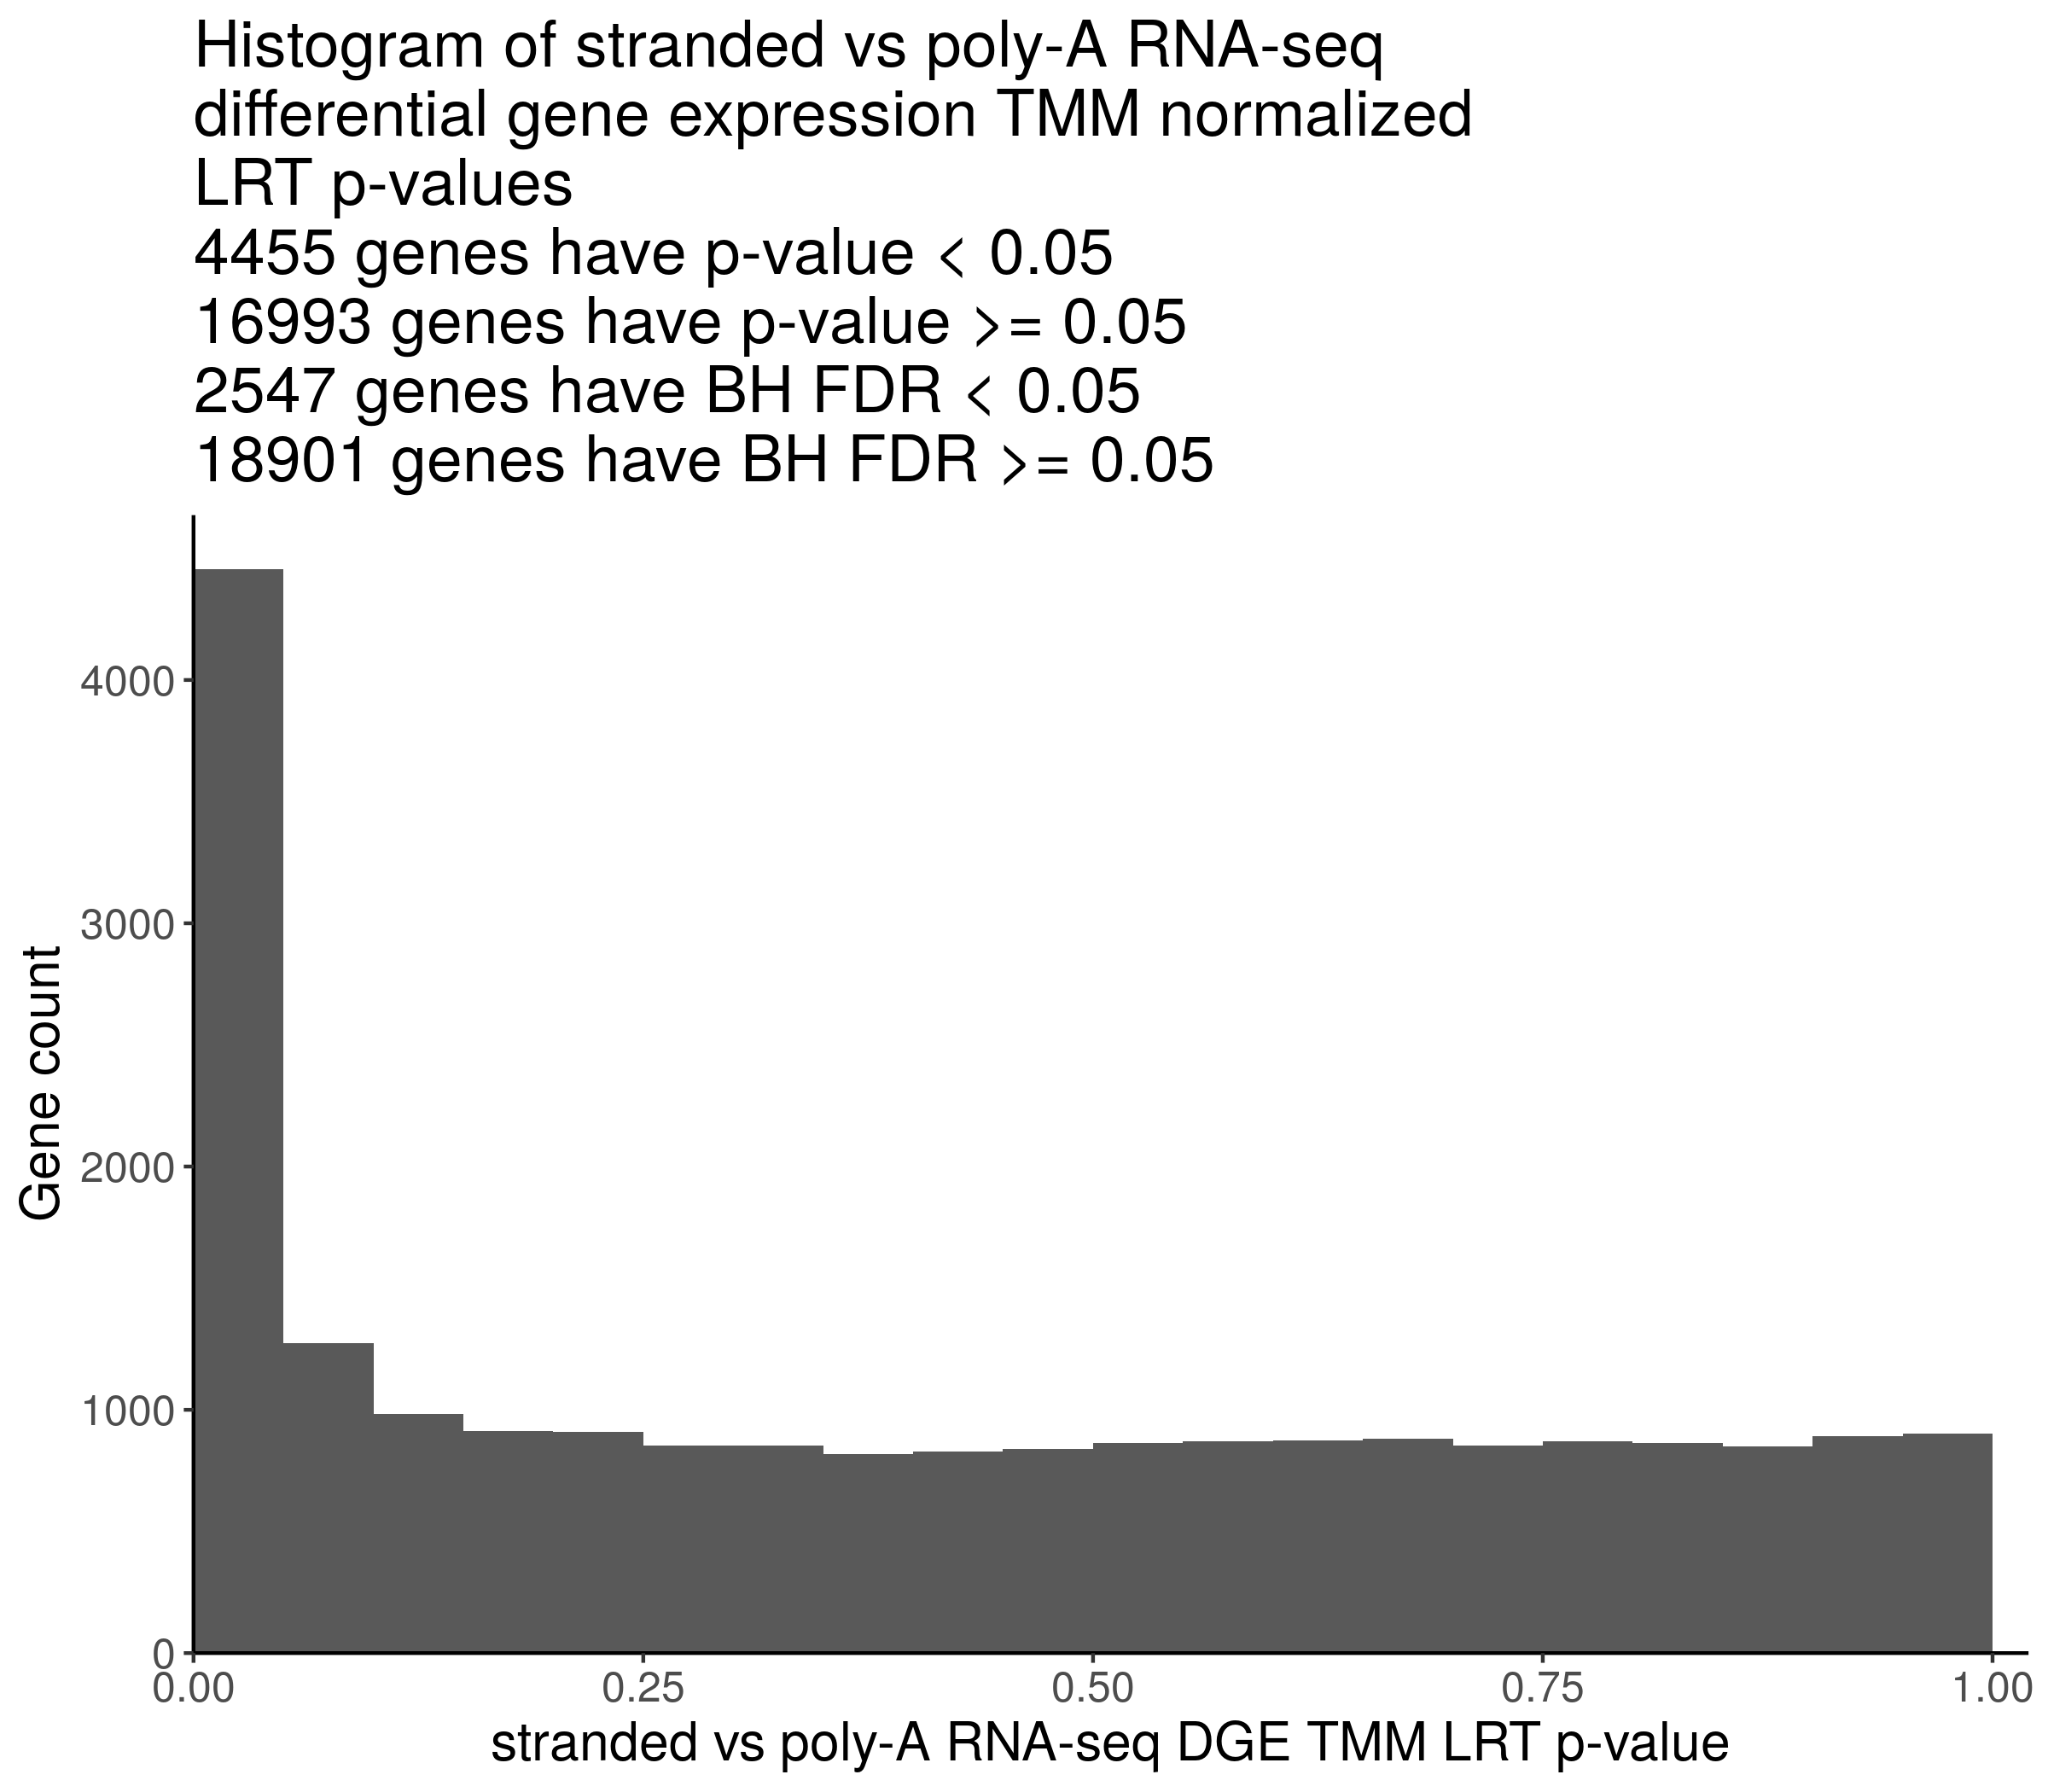 Histogram of stranded vs poly-A RNA-seq
differential gene expression TMM normalized
LRT p-values
4455 genes have p-value < 0.05
16993 genes have p-value >= 0.05
2547 genes have BH FDR < 0.05
18901 genes have BH FDR >= 0.05
Gene count
4000
3000
2000
1000
0
0.00
0.25
0.50
0.75
1.00
stranded vs poly-A RNA-seq DGE TMM LRT p-value